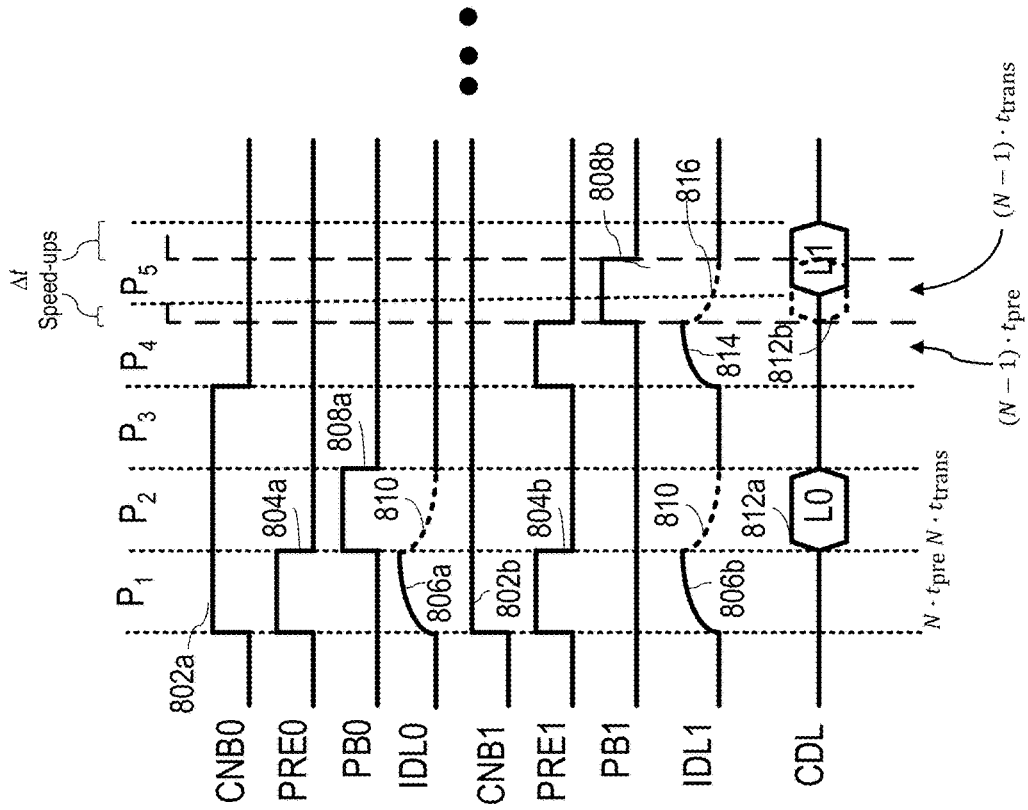 Δt
Speed-ups
P1 P2 P3 P4 P5
802a
CNB0
804a
PRE0
808a
PB0
810
IDL0
806a
802b
CNB1
804b
PRE1
808b
PB1
810
814
816
IDL1
806b
812a
812b
CDL
L0
L1
N · tpre N · ttrans
(N − 1) · tpre
(N − 1) · ttrans